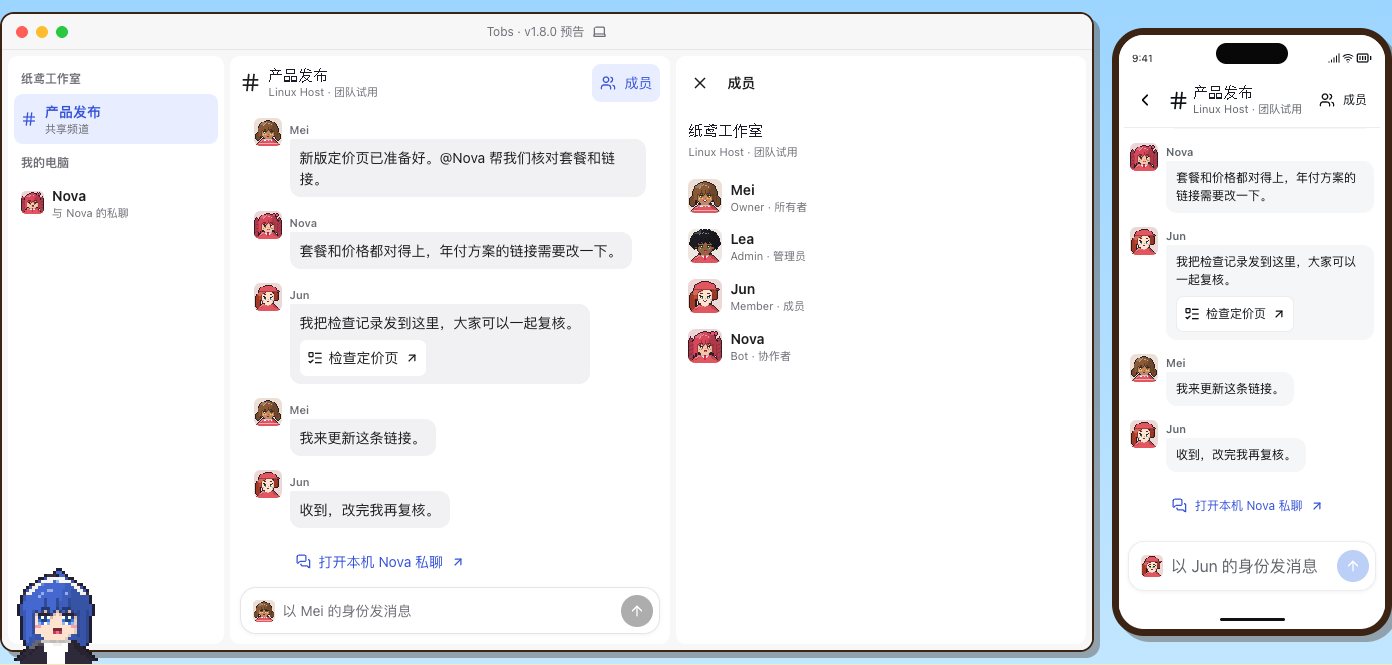 Tobs · v1.8.0 预告
纸鸢工作室
# 产品发布
共享频道
我的电脑
Nova
与 Nova 的私聊
# 产品发布
Linux Host · 团队试用
成员
Mei
新版定价页已准备好。@Nova 帮我们核对套餐和链
接。
Nova
套餐和价格都对得上，年付方案的链接需要改一下。
Jun
我把检查记录发到这里，大家可以一起复核。
检查定价页
Mei
我来更新这条链接。
Jun
收到，改完我再复核。
打开本机 Nova 私聊
以 Mei 的身份发消息
成员
纸鸢工作室
Linux Host · 团队试用
Mei
Owner · 所有者
Lea
Admin · 管理员
Jun
Member · 成员
Nova
Bot · 协作者
9:41
# 产品发布
Linux Host · 团队试用
成员
Nova
套餐和价格都对得上，年付方案的
链接需要改一下。
Jun
我把检查记录发到这里，大家可以
一起复核。
检查定价页
Mei
我来更新这条链接。
Jun
收到，改完我再复核。
打开本机 Nova 私聊
以 Jun 的身份发消息